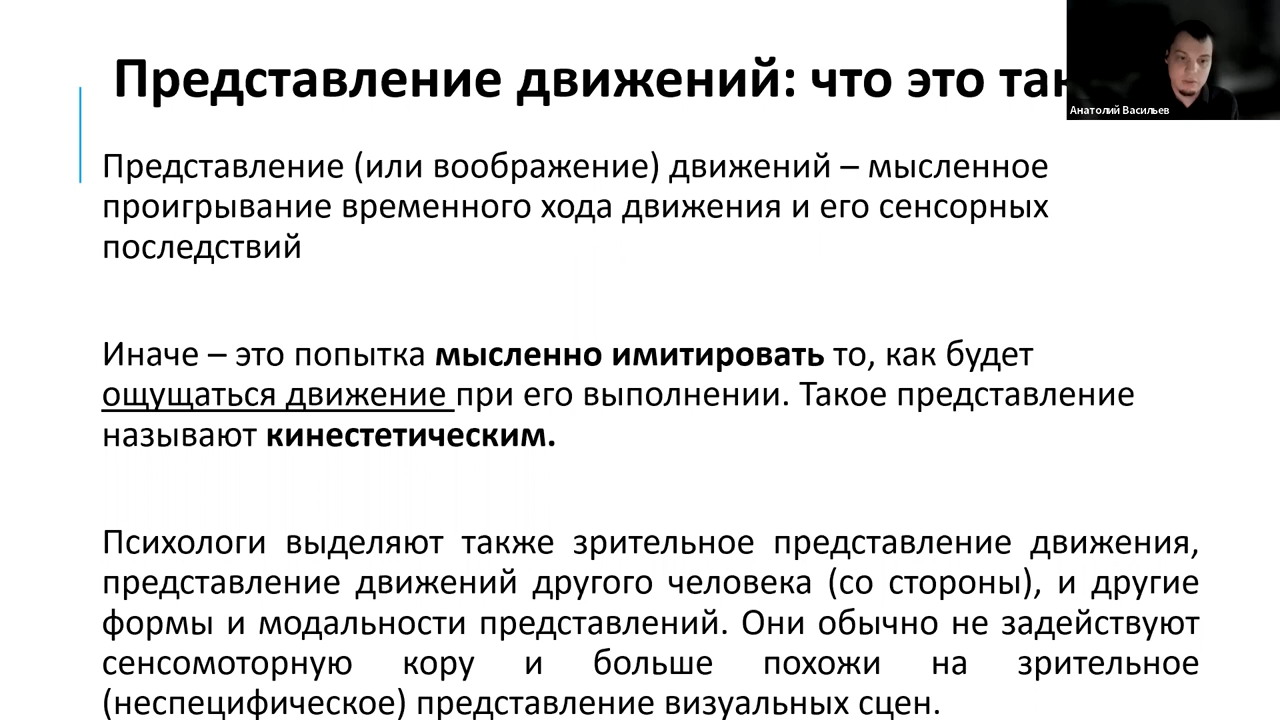 Представление движений: что это так
Анатолий Васильев
Представление (или воображение) движений – мысленное
проигрывание временного хода движения и его сенсорных
последствий
Иначе – это попытка мысленно имитировать то, как будет
ощущаться движение при его выполнении. Такое представление
называют кинестетическим.
Психологи выделяют также зрительное представление движения,
представление движений другого человека (со стороны), и другие
формы и модальности представлений. Они обычно не задействуют
сенсомоторную кору и больше похожи на зрительное
(неспецифическое) представление визуальных сцен.